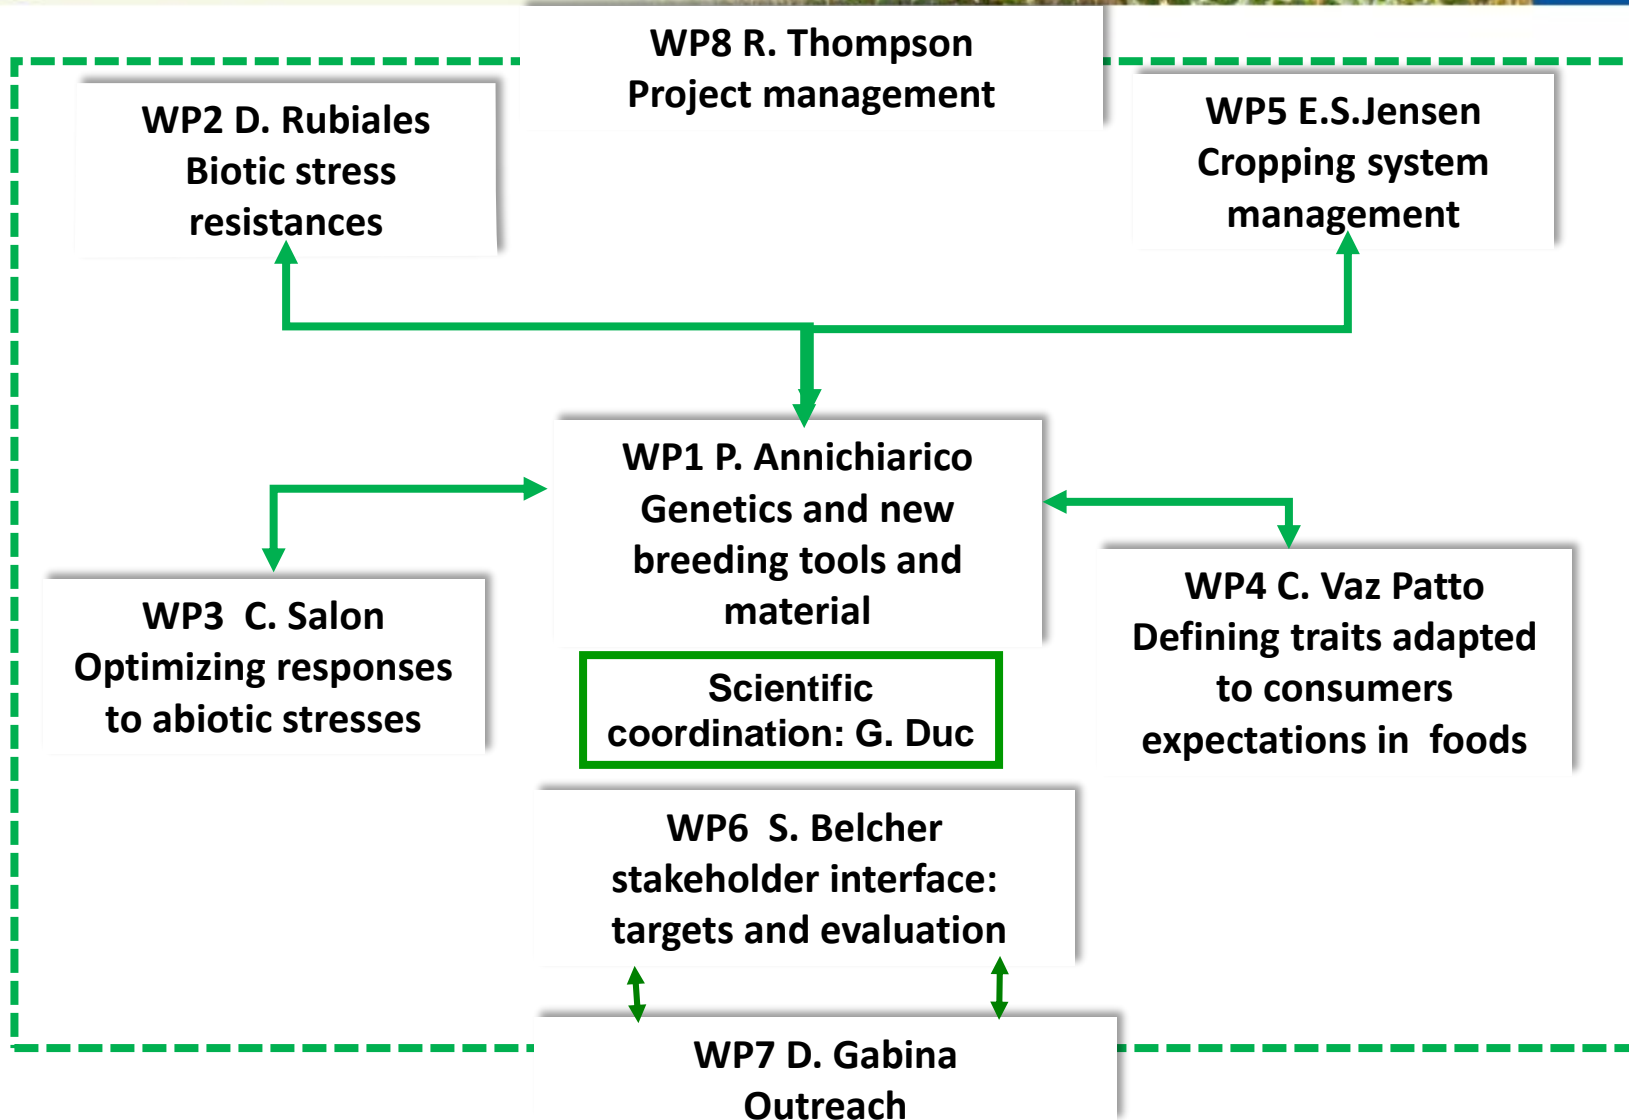 WP8 R. Thompson
Project management
WP2 D. Rubiales
Biotic stress
resistances
WP5 E.S.Jensen
Cropping system
management
WP1 P. Annichiarico
Genetics and new
breeding tools and
material
WP3  C. Salon
Optimizing responses
to abiotic stresses
WP4 C. Vaz Patto
Defining traits adapted
to consumers
expectations in  foods
Scientific
coordination: G. Duc
WP6  S. Belcher
stakeholder interface:
targets and evaluation
WP7 D. Gabina
Outreach